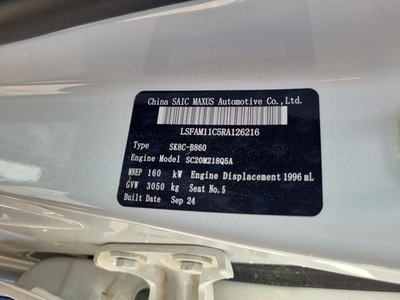 China SAIC MAXUS Automotive Co.,Ltd.
LSFAM11C5RA126216
Type SK8C-B860
Engine Model SC20M218Q5A
MNEP 160 kW Engine Displacement 1996 mL
GVW 3050 kg Seat No. 5
Built Date Sep 24